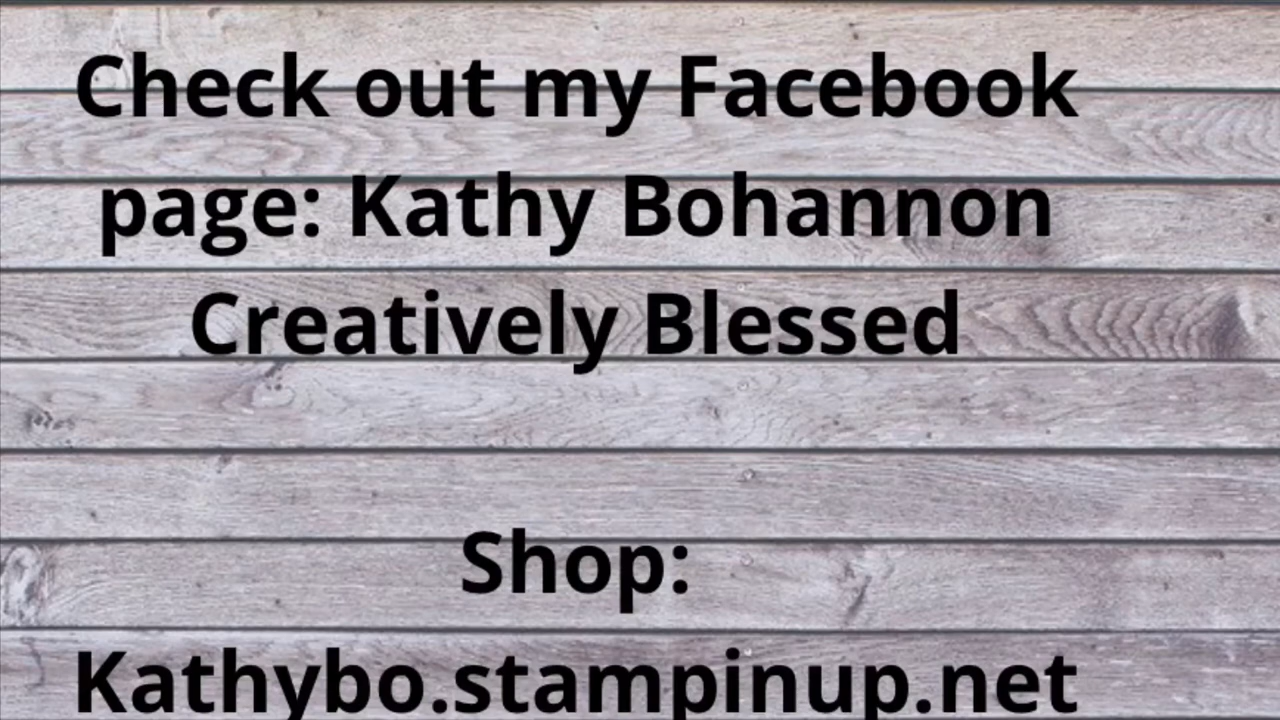 Check out my Facebook
page: Kathy Bohannon
Creatively Blessed
Shop:
Kathybo.stampinup.net